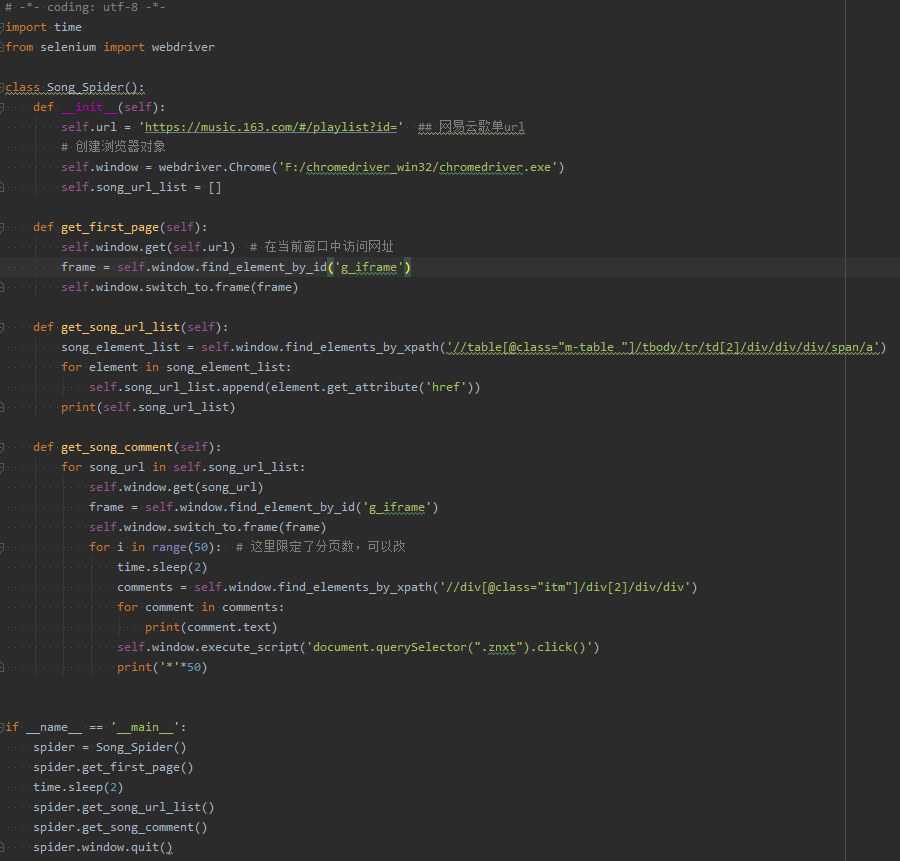 # -*- coding: utf-8 -*-
import time
from selenium import webdriver
class Song_Spider():
    def __init__(self):
        self.url = 'https://music.163.com/#/playlist?id='  ## 网易云歌单url
        # 创建浏览器对象
        self.window = webdriver.Chrome('F:/chromedriver_win32/chromedriver.exe')
        self.song_url_list = []
    def get_first_page(self):
        self.window.get(self.url)  # 在当前窗口中访问网址
        frame = self.window.find_element_by_id('g_iframe')
        self.window.switch_to.frame(frame)
    def get_song_url_list(self):
        song_element_list = self.window.find_elements_by_xpath('//table[@class="m-table "]/tbody/tr/td[2]/div/div/div/span/a')
        for element in song_element_list:
            self.song_url_list.append(element.get_attribute('href'))
        print(self.song_url_list)
    def get_song_comment(self):
        for song_url in self.song_url_list:
            self.window.get(song_url)
            frame = self.window.find_element_by_id('g_iframe')
            self.window.switch_to.frame(frame)
            for i in range(50):  # 这里限定了分页数，可以改
                time.sleep(2)
                comments = self.window.find_elements_by_xpath('//div[@class="itm"]/div[2]/div/div')
                for comment in comments:
                    print(comment.text)
                self.window.execute_script('document.querySelector(".znxt").click()')
                print('*'*50)
if __name__ == '__main__':
    spider = Song_Spider()
    spider.get_first_page()
    time.sleep(2)
    spider.get_song_url_list()
    spider.get_song_comment()
    spider.window.quit()